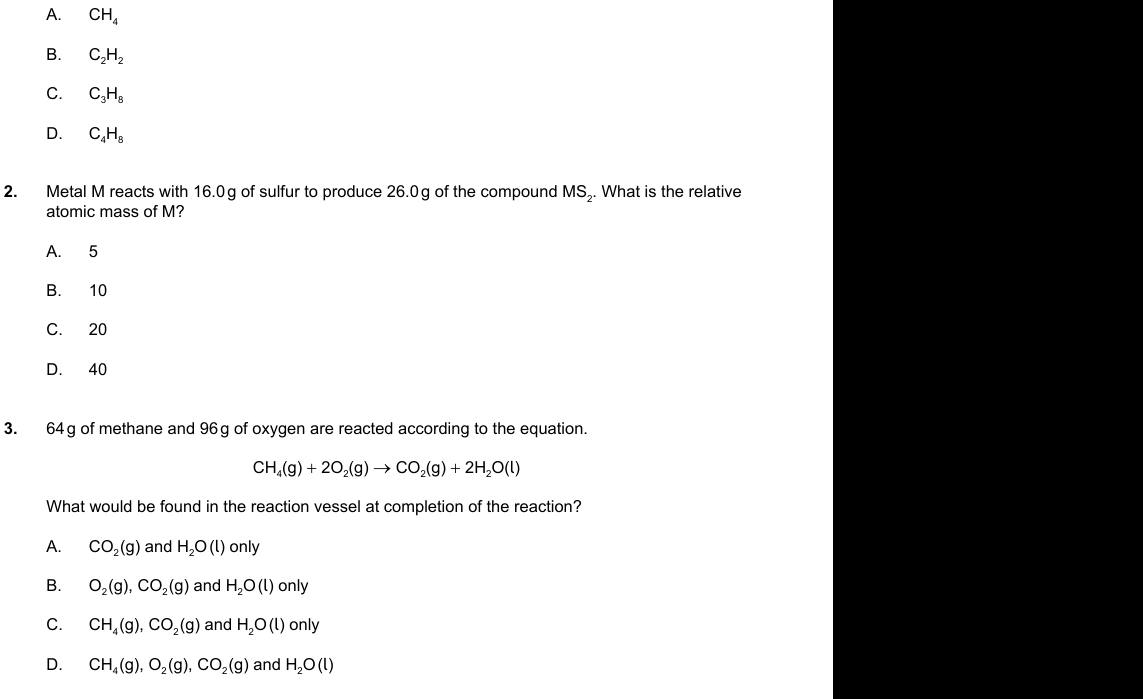 A. CH₄
B. C₂H₂
C. C₃H₈
D. C₄H₈
2. Metal M reacts with 16.0 g of sulfur to produce 26.0 g of the compound MS₂. What is the relative
atomic mass of M?
A. 5
B. 10
C. 20
D. 40
3. 64 g of methane and 96 g of oxygen are reacted according to the equation.
CH₄(g) + 2O₂(g) → CO₂(g) + 2H₂O(l)
What would be found in the reaction vessel at completion of the reaction?
A. CO₂(g) and H₂O(l) only
B. O₂(g), CO₂(g) and H₂O(l) only
C. CH₄(g), CO₂(g) and H₂O(l) only
D. CH₄(g), O₂(g), CO₂(g) and H₂O(l)